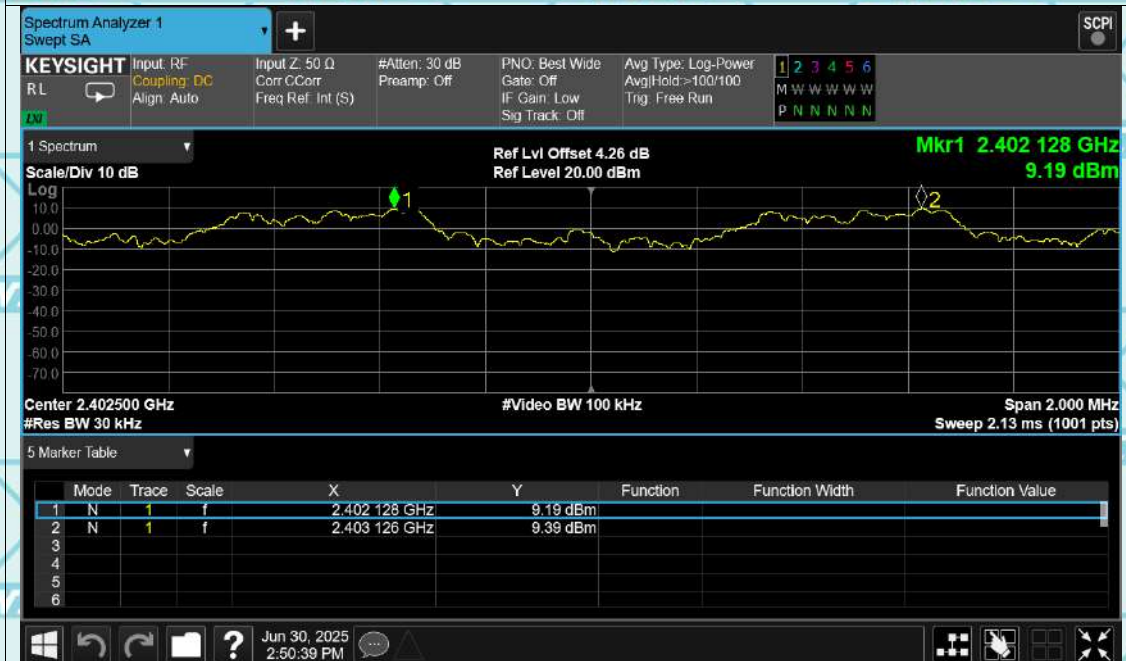 Spectrum Analyzer 1
Swept SA
+
SCPI
KEYSIGHT
RL
LXI
Input: RF
Coupling: DC
Align: Auto
Input Z: 50 Ω
Corr CCorr
Freq Ref: Int (S)
#Atten: 30 dB
Preamp: Off
PNO: Best Wide
Gate: Off
IF Gain: Low
Sig Track: Off
Avg Type: Log-Power
Avg|Hold:>100/100
Trig: Free Run
1 2 3 4 5 6
M W W W W W
P N N N N N
1 Spectrum
Scale/Div 10 dB
Ref Lvl Offset 4.26 dB
Ref Level 20.00 dBm
Mkr1 2.402 128 GHz
9.19 dBm
Log
10.0
0.00
-10.0
-20.0
-30.0
-40.0
-50.0
-60.0
-70.0
1
2
Center 2.402500 GHz
#Res BW 30 kHz
#Video BW 100 kHz
Span 2.000 MHz
Sweep 2.13 ms (1001 pts)
5 Marker Table
Mode Trace Scale X Y Function Function Width Function Value
1 N 1 f 2.402 128 GHz 9.19 dBm
2 N 1 f 2.403 126 GHz 9.39 dBm
3
4
5
6
?
Jun 30, 2025
2:50:39 PM